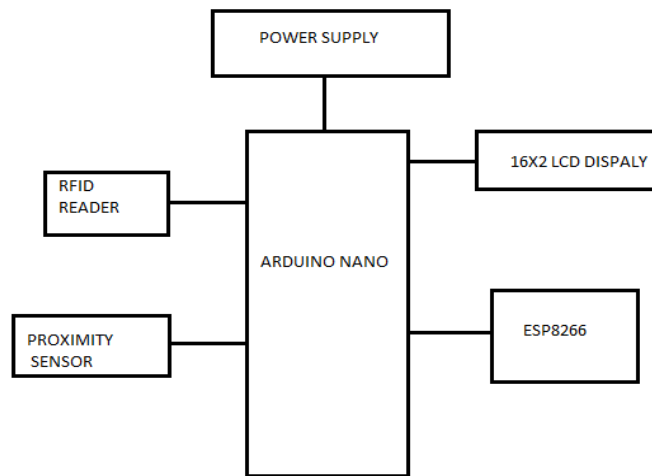 POWER SUPPLY
16X2 LCD DISPALY
RFID
READER
ARDUINO NANO
PROXIMITY
SENSOR
ESP8266